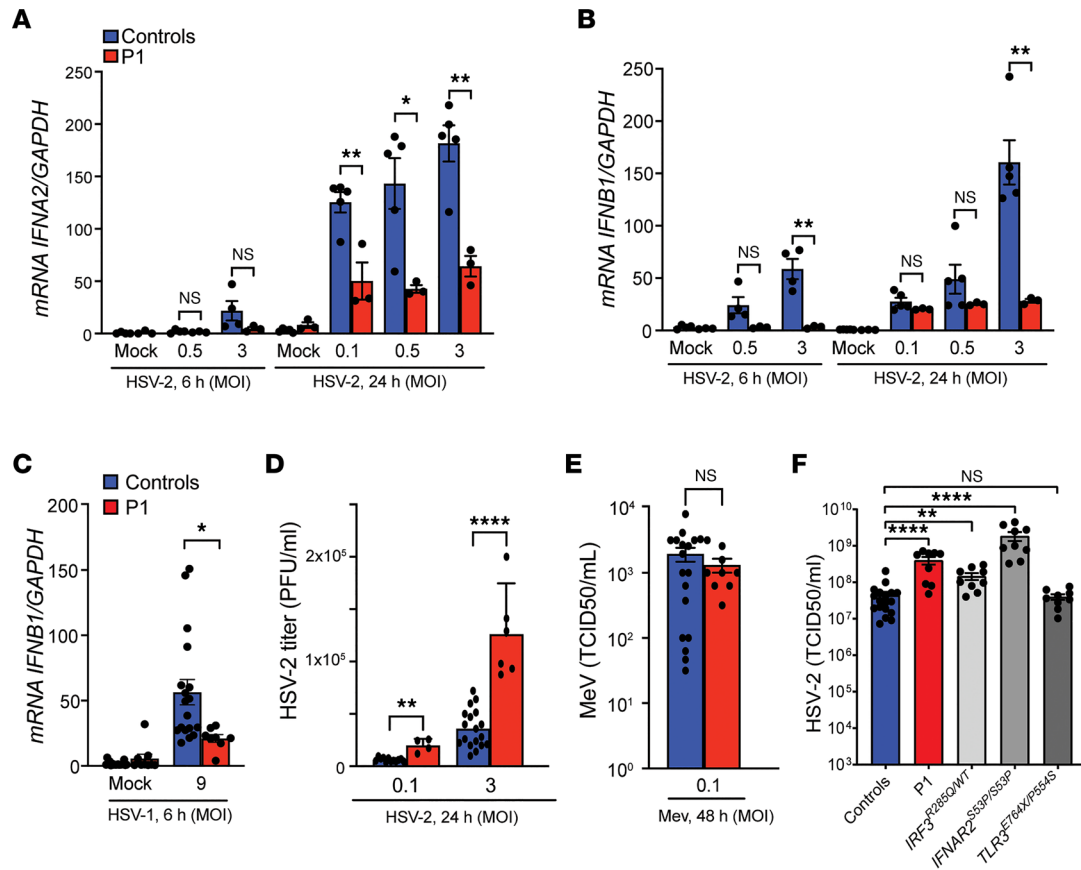 A
Controls
P1
mRNA IFNA2/GAPDH
250
200
150
100
50
0
NS
NS
**
*
**
Mock 0.5 3 Mock 0.1 0.5 3
HSV-2, 6 h (MOI) HSV-2, 24 h (MOI)
B
mRNA IFNB1/GAPDH
250
200
150
100
50
0
NS
**
NS
NS
**
Mock 0.5 3 Mock 0.1 0.5 3
HSV-2, 6 h (MOI) HSV-2, 24 h (MOI)
C
Controls
P1
mRNA IFNB1/GAPDH
200
150
100
50
0
*
Mock 9
HSV-1, 6 h (MOI)
D
HSV-2 titer (PFU/ml)
2x10⁵
1x10⁵
0
**
****
0.1 3
HSV-2, 24 h (MOI)
E
MeV (TCID50/mL)
10⁴
10³
10²
10¹
10⁰
NS
0.1
Mev, 48 h (MOI)
F
HSV-2 (TCID50/ml)
10¹⁰
10⁹
10⁸
10⁷
10⁶
10⁵
10⁴
10³
NS
****
**
****
Controls
P1
IRF3^R285Q/WT
IFNAR2^S53P/S53P
TLR3^E764X/P554S